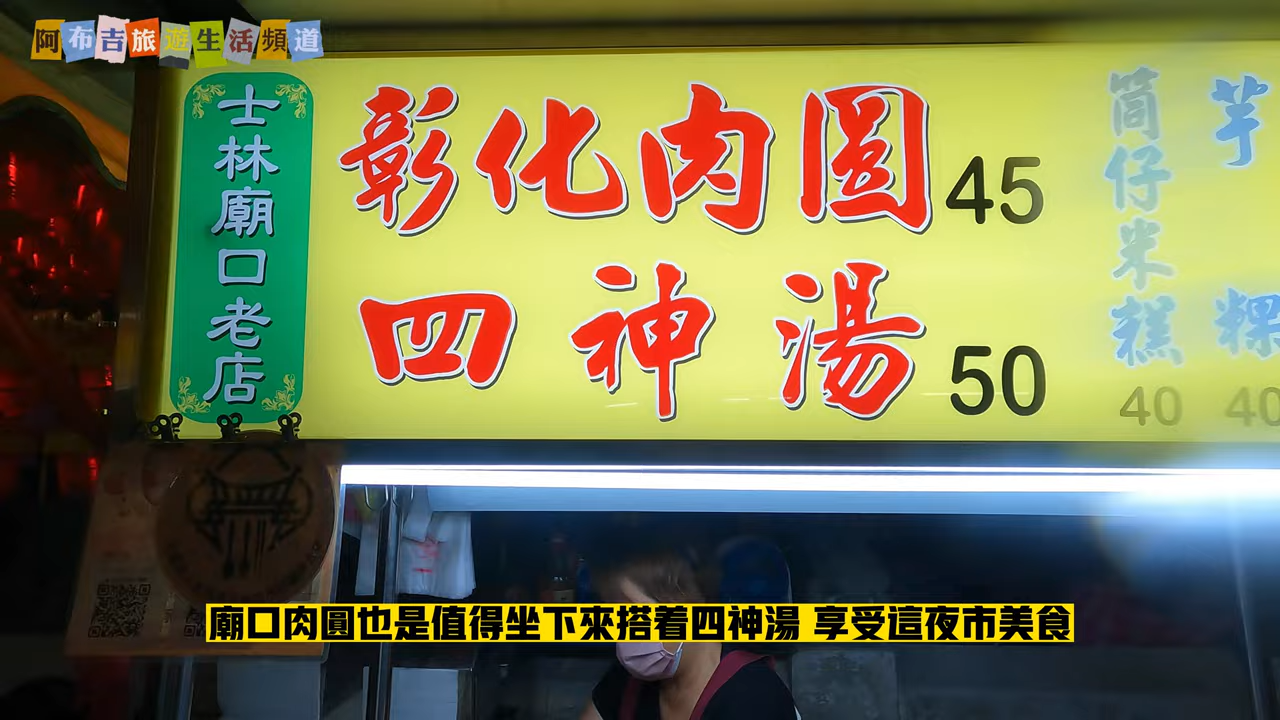 阿布吉旅遊生活頻道
士林廟口老店
彰化肉圓 45
四神湯 50
筒仔米糕 40
芋粿 40
廟口肉圓也是值得坐下來搭着四神湯 享受這夜市美食